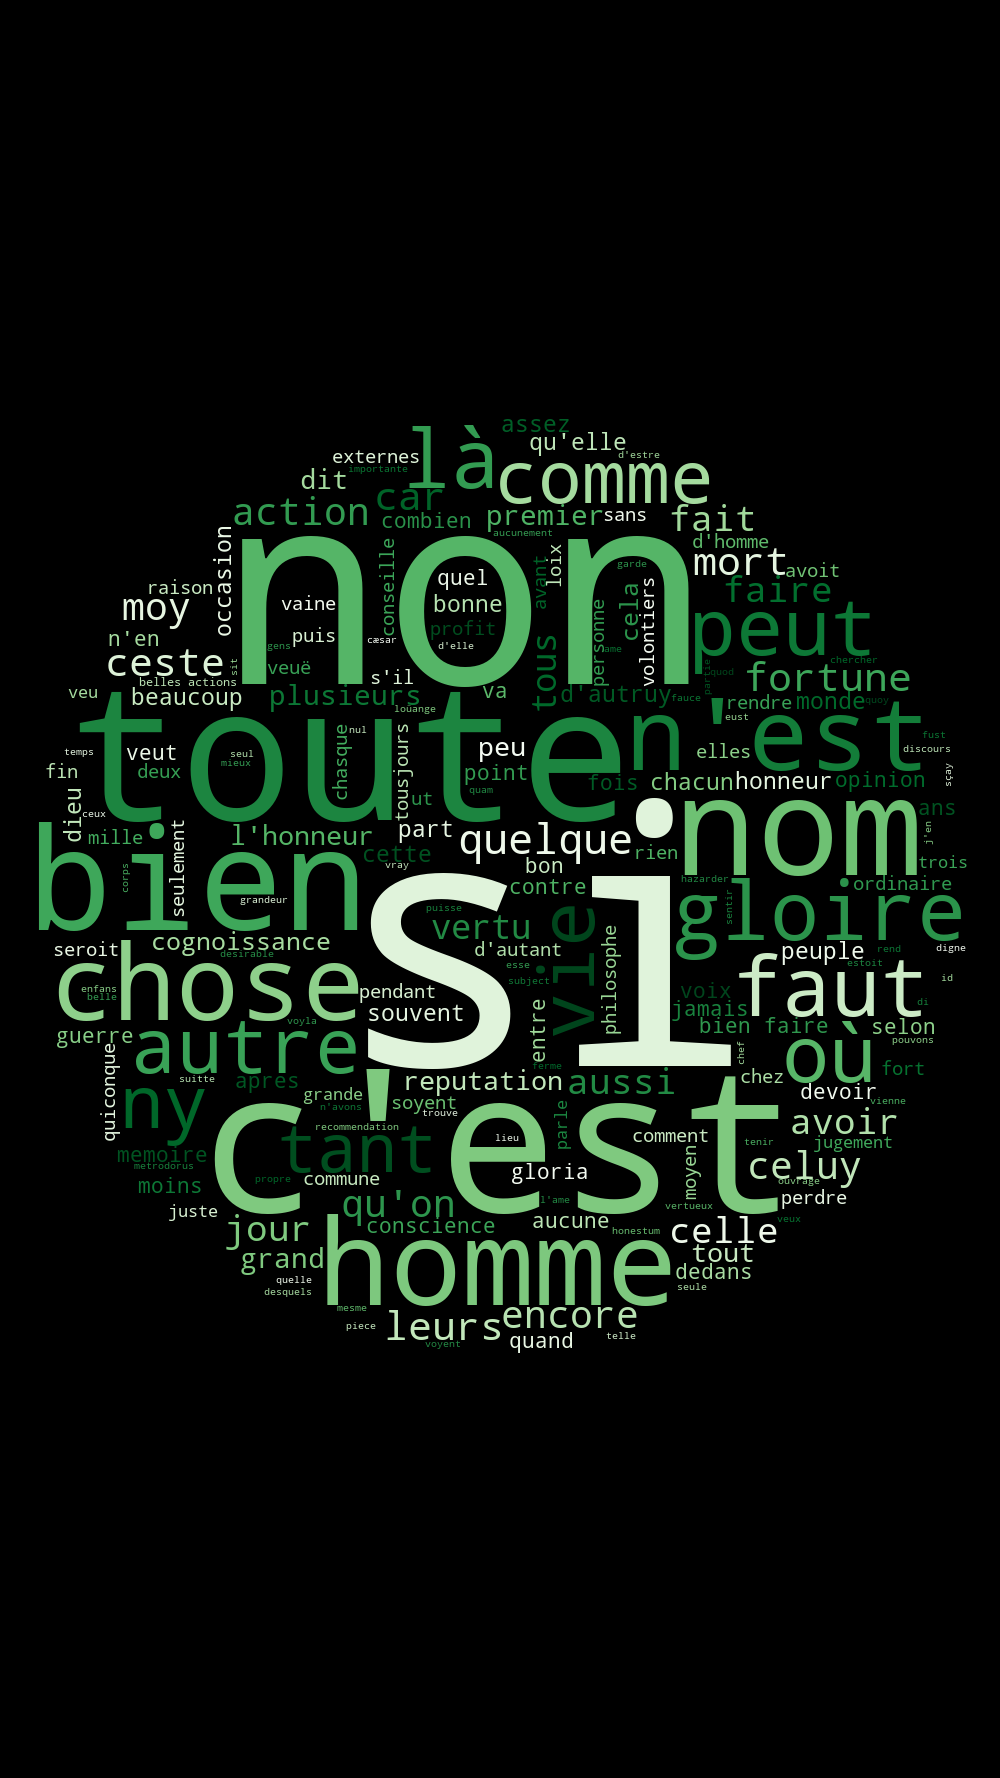 assez
là
qu'elle
externes
d'estre
comme
importante
dit
car
action
combien
premier
sans
fait
aucunement
non
occasion
conseille
avant
loix
d'homme
mort
garde
avoit
quel
raison
moy
vaine
bonne
personne
cela
volontiers
faire
peut
profit
puis
cæsar
d'elle
n'en
tous
gens
ame
ceste
sit
veuë
s'il
chercher
partie
quod
fortune
belles actions
veu
beaucoup
plusieurs
va
d'autruy
fauce
rendre
monde
quoy
louange
toute
n'est
eust
fust
chasque
nul
tousjours
peu
elles
discours
temps
veut
seul
mieux
fin
deux
point
fois
chacun
honneur
opinion
sçay
quam
dieu
ceux
ut
nom
ans
mille
l'honneur
part
quelque
j'en
bien
seulement
cette
rien
vray
bon
trois
corps
si
contre
hazarder
gloire
ordinaire
grandeur
puisse
sentir
vertu
vie
seroit
cognoissance
desirable
d'autant
philosophe
peuple
rend
digne
chose
esse
estoit
faut
subject
id
enfans
belle
pendant
voix
souvent
jamais
di
voyla
entre
bien faire
selon
guerre
autre
où
pouvons
quiconque
chef
ferme
fort
suitte
apres
reputation
aussi
chez
ny
c'est
grande
soyent
devoir
vienne
n'avons
trouve
parle
avoir
recommendation
tant
lieu
comment
tenir
jugement
memoire
metrodorus
moyen
celuy
gloria
propre
commune
ouvrage
moins
qu'on
l'ame
vertueux
perdre
juste
jour
conscience
aucune
honestum
celle
veux
homme
grand
tout
dedans
quelle
desquels
seule
mesme
encore
piece
leurs
quand
telle
voyent